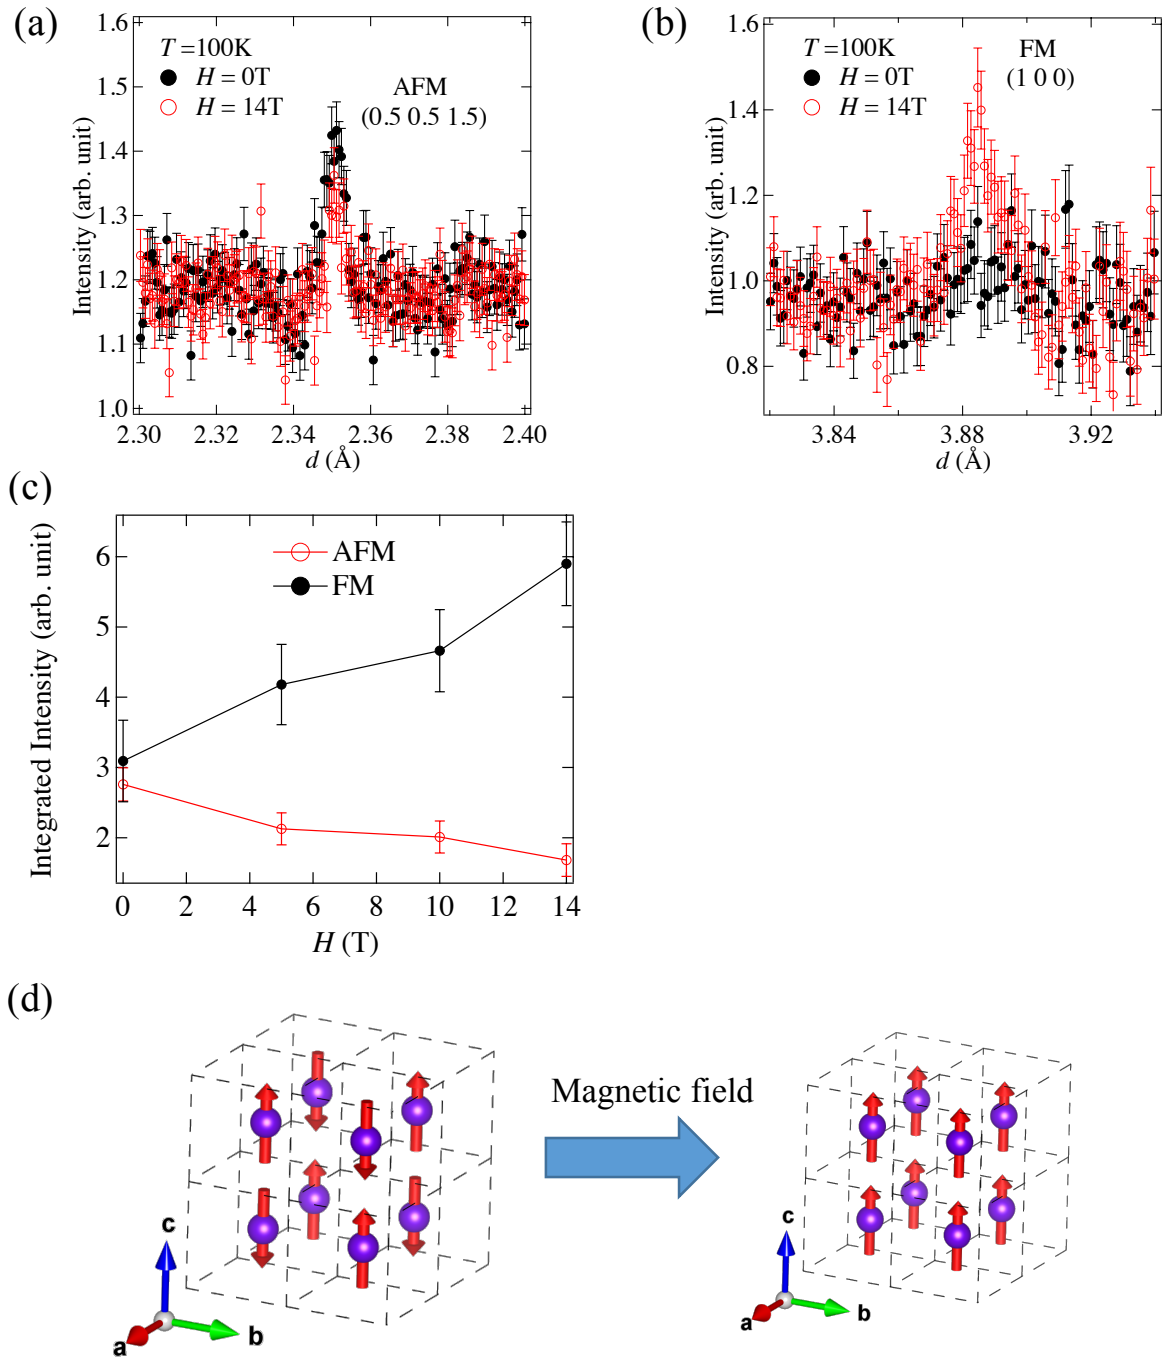 (a)
1.6
1.5
1.4
1.3
1.2
1.1
1.0
Intensity (arb. unit)
T =100K
H = 0T
H = 14T
AFM
(0.5 0.5 1.5)
2.30 2.32 2.34 2.36 2.38 2.40
d (Å)
(b)
1.6
1.4
1.2
1.0
0.8
Intensity (arb. unit)
T =100K
H = 0T
H = 14T
FM
(1 0 0)
3.84 3.88 3.92
d (Å)
(c)
6
5
4
3
2
Integrated Intensity (arb. unit)
AFM
FM
0 2 4 6 8 10 12 14
H (T)
(d)
Magnetic field
c
a
b
c
a
b